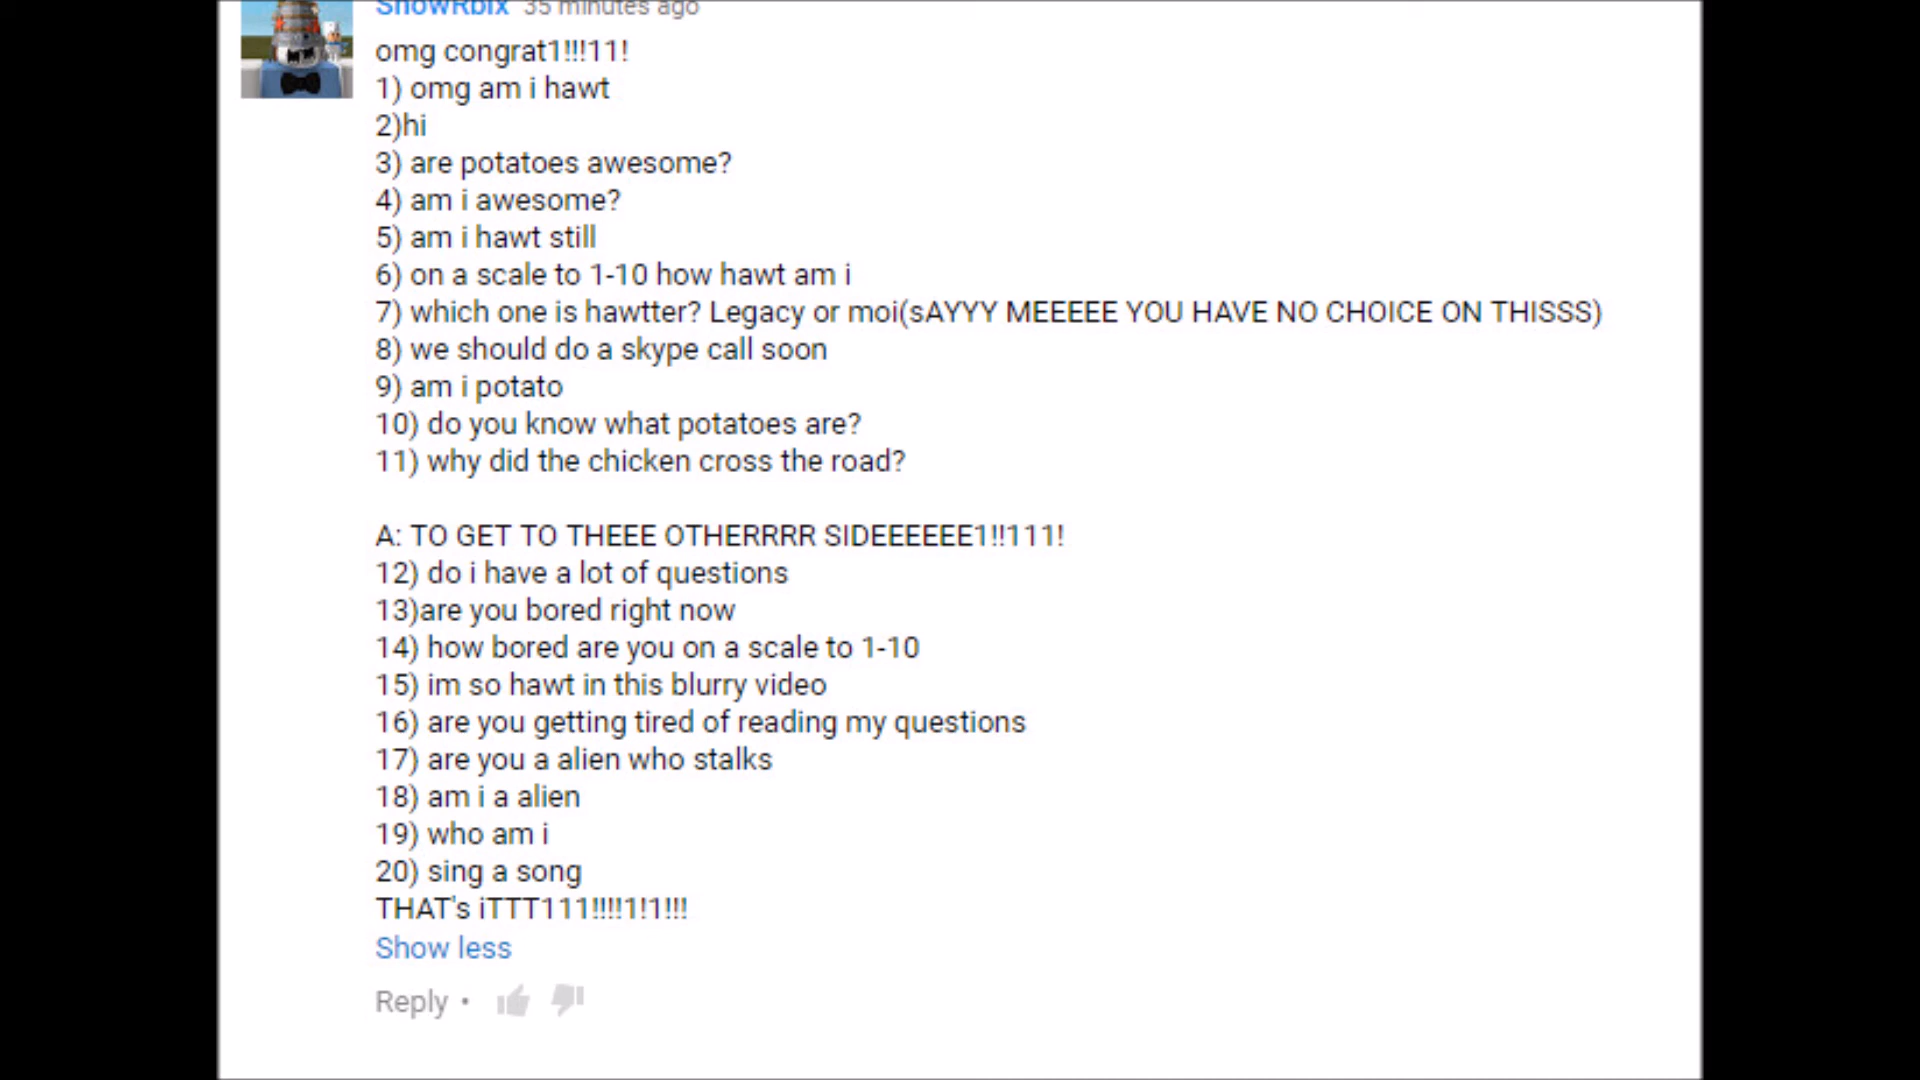 SnowRblx 35 minutes ago
omg congrat1!!!11!
1) omg am i hawt
2)hi
3) are potatoes awesome?
4) am i awesome?
5) am i hawt still
6) on a scale to 1-10 how hawt am i
7) which one is hawtter? Legacy or moi(sAYYY MEEEEE YOU HAVE NO CHOICE ON THISSS)
8) we should do a skype call soon
9) am i potato
10) do you know what potatoes are?
11) why did the chicken cross the road?
A: TO GET TO THEEE OTHERRRR SIDEEEEEE1!!111!
12) do i have a lot of questions
13)are you bored right now
14) how bored are you on a scale to 1-10
15) im so hawt in this blurry video
16) are you getting tired of reading my questions
17) are you a alien who stalks
18) am i a alien
19) who am i
20) sing a song
THAT's iTTT111!!!!1!1!!!
Show less
Reply •